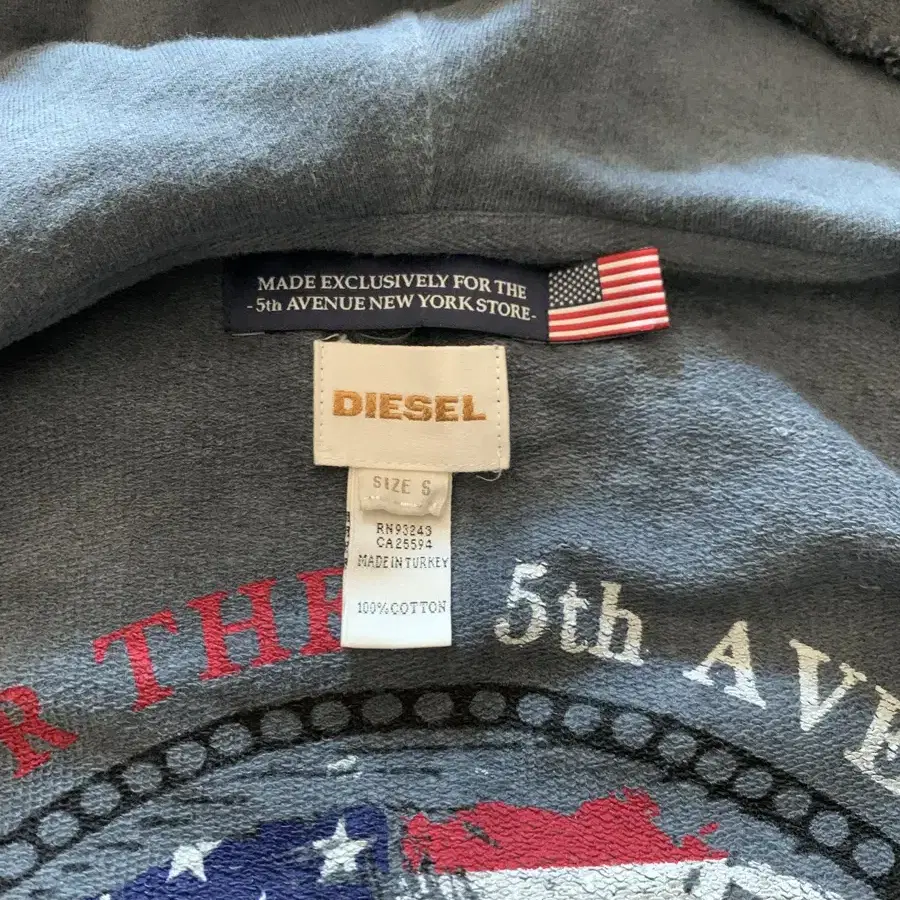 MADE EXCLUSIVELY FOR THE
- 5th AVENUE NEW YORK STORE -
DIESEL
SIZE S
RN93243
CA25594
MADE IN TURKEY
100% COTTON
R THE 5th AVE